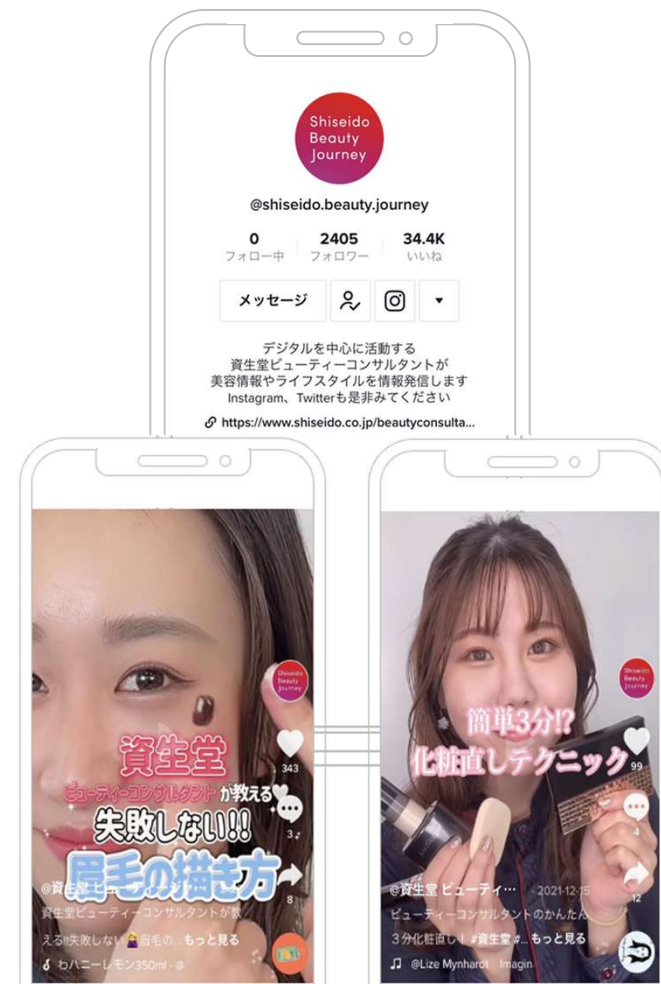 Shiseido
Beauty
Journey
@shiseido.beauty.journey
0 2405 34.4K
フォロー中 フォロワー いいね
メッセージ
デジタルを中心に活動する
資生堂ビューティーコンサルタントが
美容情報やライフスタイルを情報発信します
Instagram、Twitterも是非みてください
https://www.shiseido.co.jp/beautyconsulta...
Shiseido
Beauty
Journey
343
資生堂
ビューティーコンサルタントが教える
失敗しない!!
3
眉毛の描き方
8
@資生堂 ビューティー
資生堂ビューティーコンサルタントが教
える!!失敗しない🤦‍♀️眉毛の... もっと見る
わハニーレモン350ml - @
Shiseido
Beauty
Journey
簡単3分!?
化粧直しテクニック
99
4
12
@資生堂 ビューティ… · 2021-12-15
ビューティーコンサルタントのかんたん
３分化粧直し！ #資生堂 #... もっと見る
@Lize Mynhardt Imagin